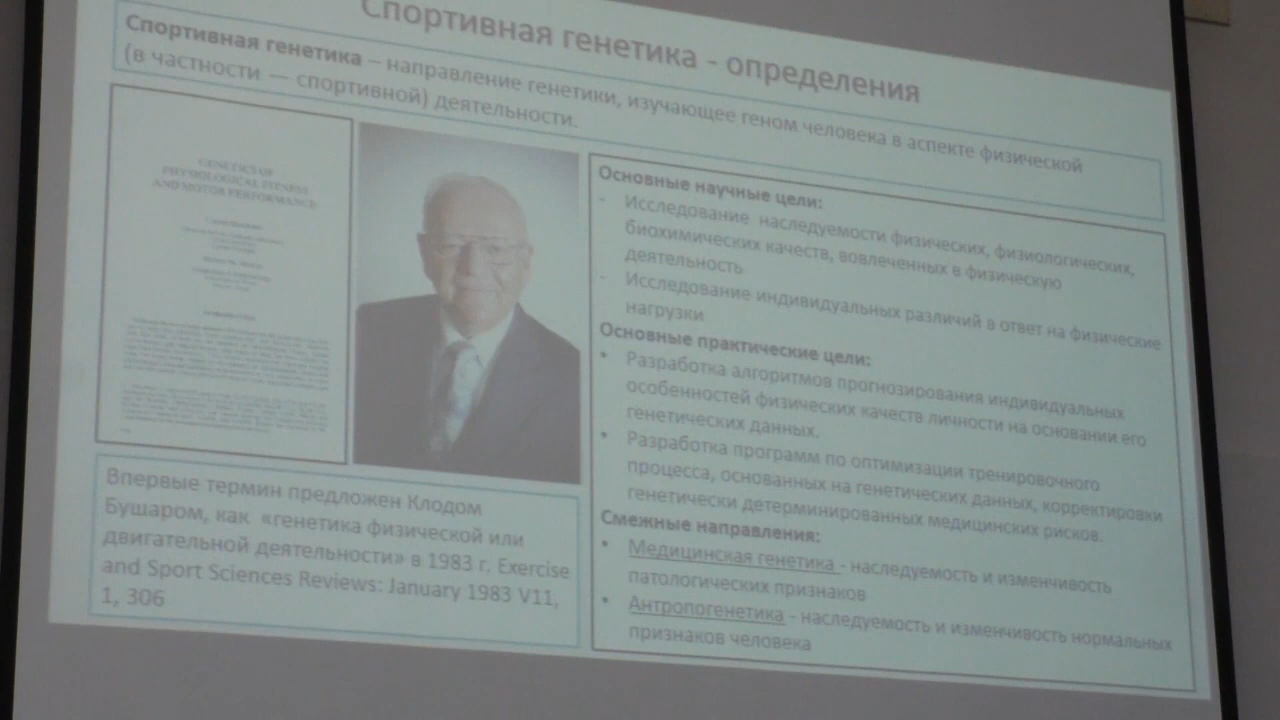 Спортивная генетика - определения
Спортивная генетика – направление генетики, изучающее геном человека в аспекте физической
(в частности — спортивной) деятельности.
GENETICS OF
PHYSIOLOGICAL FITNESS
AND MOTOR PERFORMANCE
Впервые термин предложен Клодом
Бушаром, как «генетика физической или
двигательной деятельности» в 1983 г. Exercise
and Sport Sciences Reviews: January 1983 V11,
1, 306
Основные научные цели:
- Исследование наследуемости физических, физиологических,
биохимических качеств, вовлеченных в физическую
деятельность
- Исследование индивидуальных различий в ответ на физические
нагрузки
Основные практические цели:
• Разработка алгоритмов прогнозирования индивидуальных
особенностей физических качеств личности на основании его
генетических данных.
• Разработка программ по оптимизации тренировочного
процесса, основанных на генетических данных, корректировки
генетически детерминированных медицинских рисков.
Смежные направления:
• Медицинская генетика - наследуемость и изменчивость
патологических признаков
• Антропогенетика - наследуемость и изменчивость нормальных
признаков человека